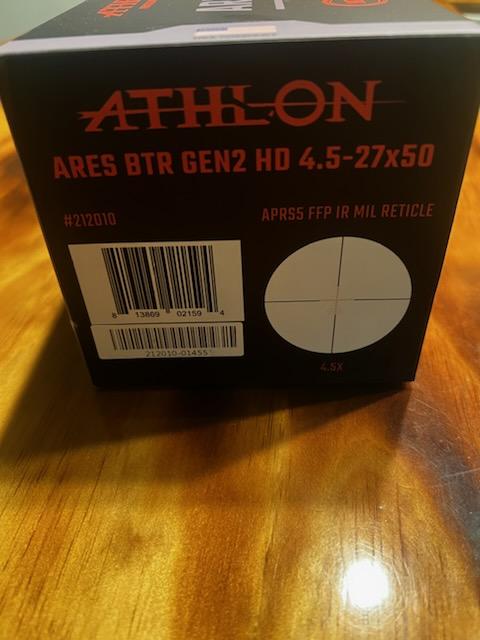 ATHLON
ATHLON
ARES BTR GEN2 HD 4.5-27x50
#212010
APRS5 FFP IR MIL RETICLE
8 13869 02159 4
212010-01455
4.5X